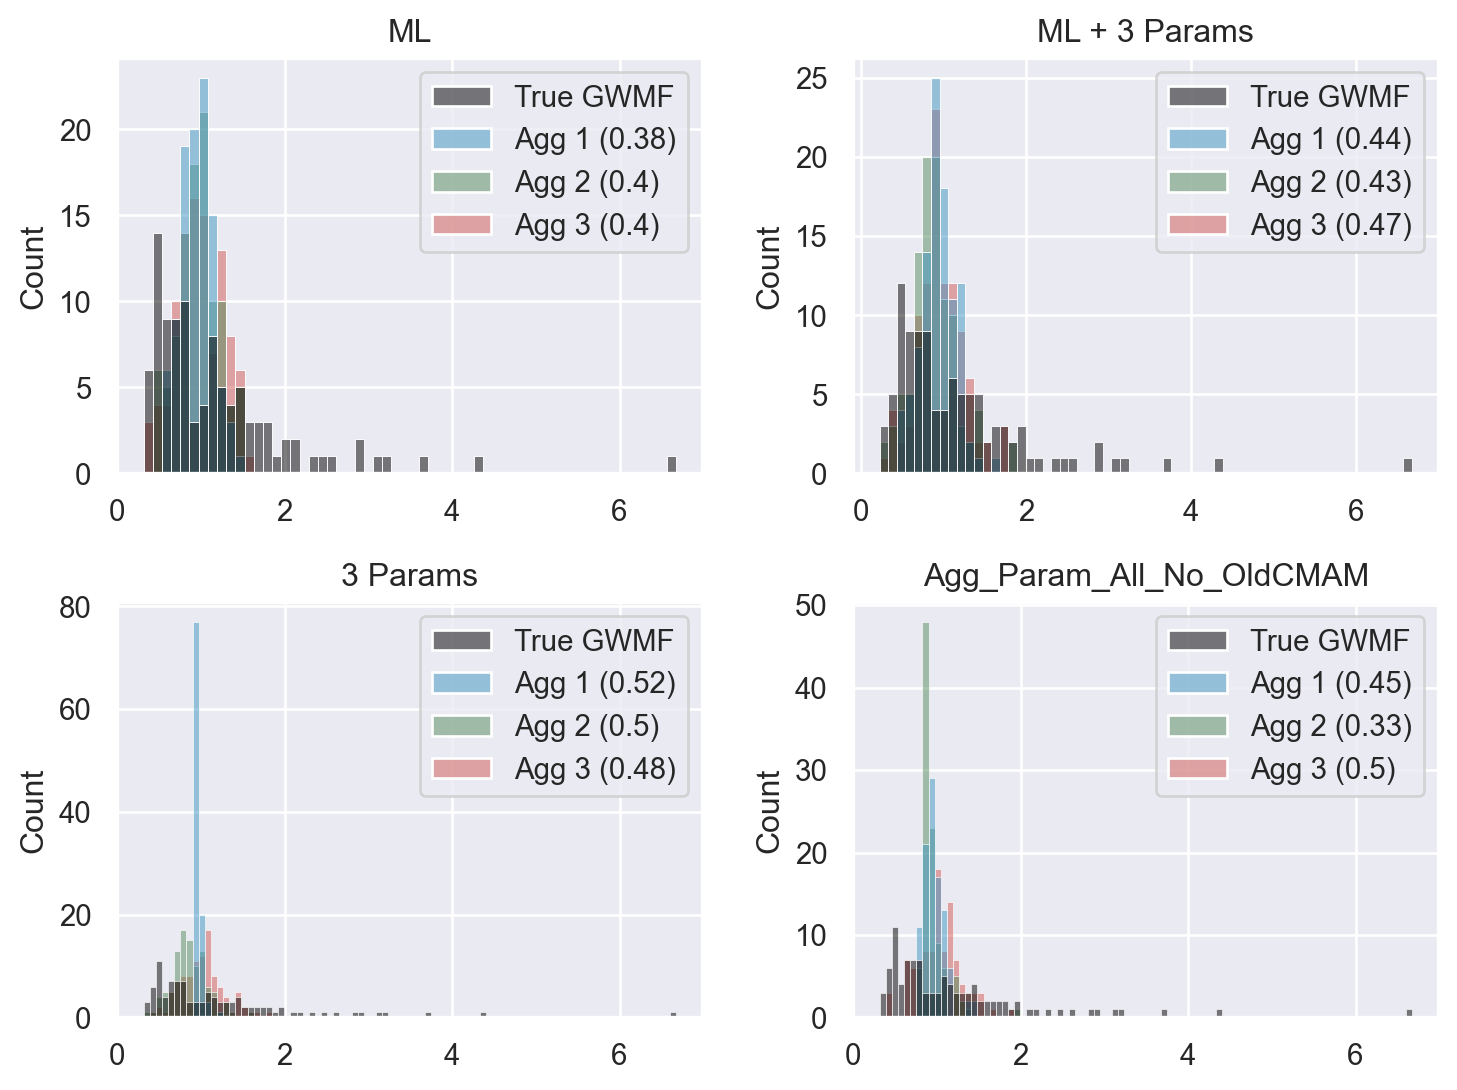 ML
Count
20
15
10
5
0
0 2 4 6
True GWMF
Agg 1 (0.38)
Agg 2 (0.4)
Agg 3 (0.4)
ML + 3 Params
Count
25
20
15
10
5
0
0 2 4 6
True GWMF
Agg 1 (0.44)
Agg 2 (0.43)
Agg 3 (0.47)
3 Params
Count
80
60
40
20
0
0 2 4 6
True GWMF
Agg 1 (0.52)
Agg 2 (0.5)
Agg 3 (0.48)
Agg_Param_All_No_OldCMAM
Count
50
40
30
20
10
0
0 2 4 6
True GWMF
Agg 1 (0.45)
Agg 2 (0.33)
Agg 3 (0.5)